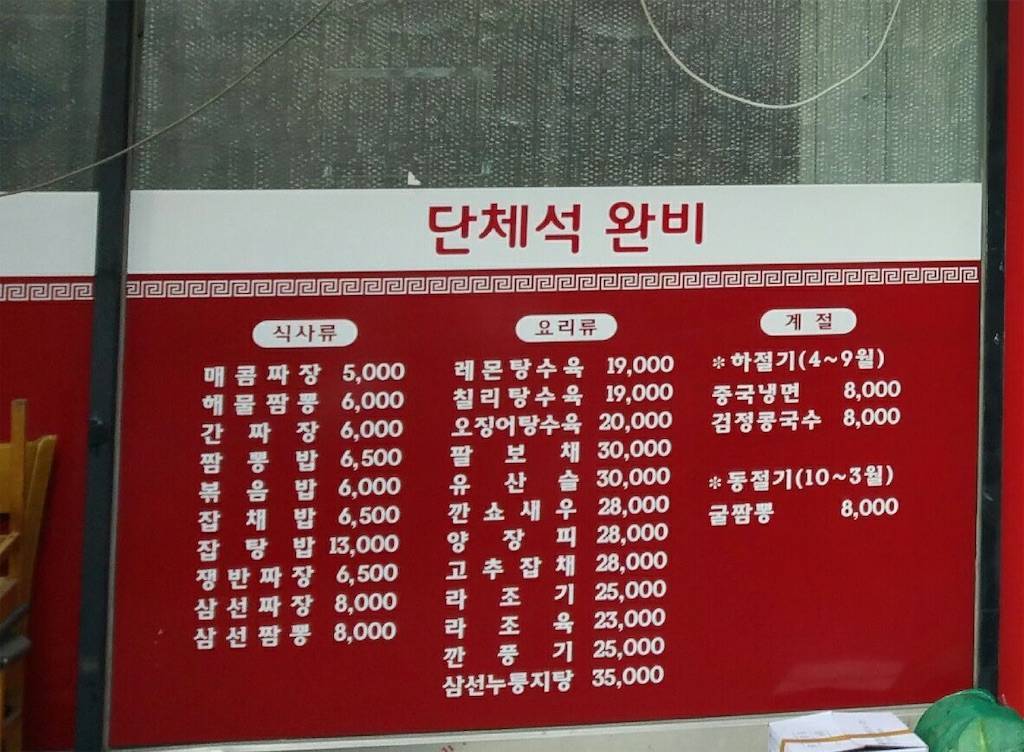 단체석 완비
식사류
매콤짜장 5,000
해물짬뽕 6,000
간짜장 6,000
짬뽕밥 6,500
볶음밥 6,000
잡채밥 6,500
잡탕밥 13,000
쟁반짜장 6,500
삼선짜장 8,000
삼선짬뽕 8,000
요리류
레몬탕수육 19,000
칠리탕수육 19,000
오징어탕수육 20,000
팔보채 30,000
유산슬 30,000
깐쇼새우 28,000
양장피 28,000
고추잡채 28,000
라조기 25,000
라조육 23,000
깐풍기 25,000
삼선누룽지탕 35,000
계절
*하절기(4~9월)
중국냉면 8,000
검정콩국수 8,000
*동절기(10~3월)
굴짬뽕 8,000